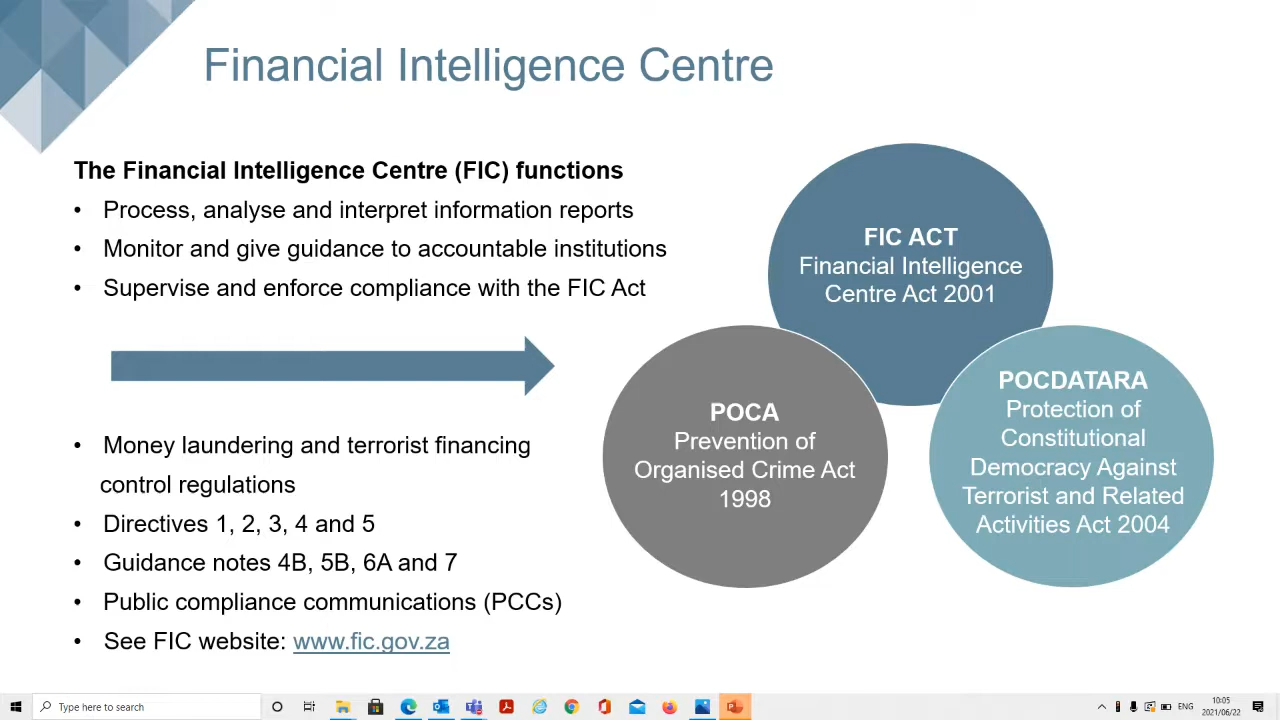 Financial Intelligence Centre
The Financial Intelligence Centre (FIC) functions
• Process, analyse and interpret information reports
• Monitor and give guidance to accountable institutions
• Supervise and enforce compliance with the FIC Act
• Money laundering and terrorist financing
control regulations
• Directives 1, 2, 3, 4 and 5
• Guidance notes 4B, 5B, 6A and 7
• Public compliance communications (PCCs)
• See FIC website: www.fic.gov.za
FIC ACT
Financial Intelligence
Centre Act 2001
POCA
Prevention of
Organised Crime Act
1998
POCDATARA
Protection of
Constitutional
Democracy Against
Terrorist and Related
Activities Act 2004
Type here to search
ENG
10:05
2021/06/22